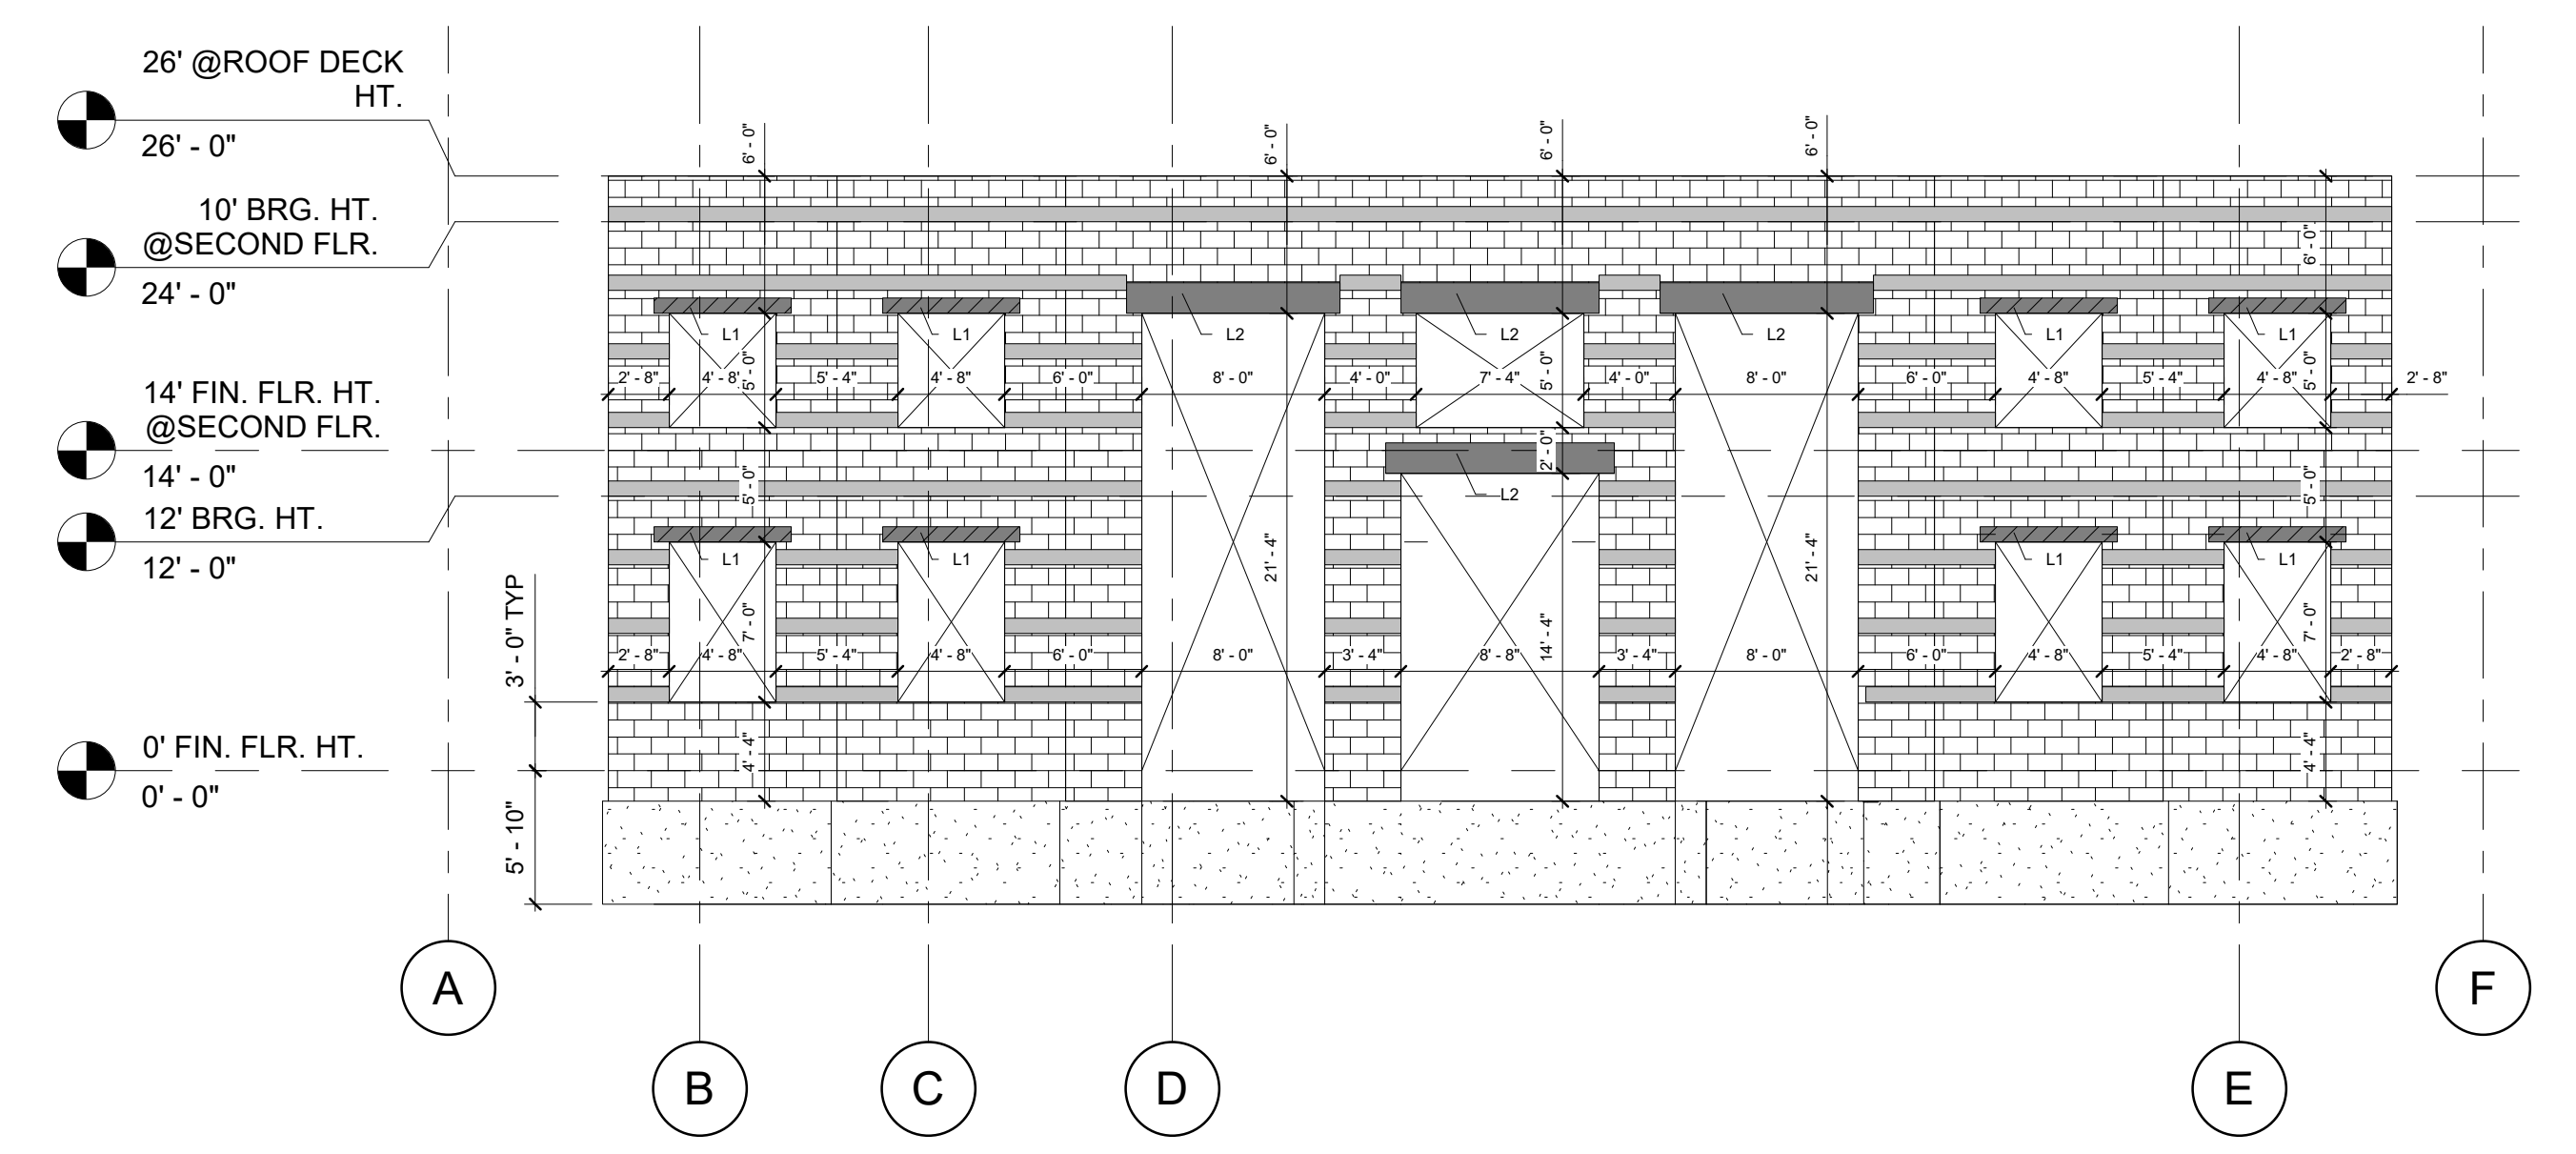 26' @ROOF DECK
HT.
26' - 0"
10' BRG. HT.
@SECOND FLR.
24' - 0"
14' FIN. FLR. HT.
@SECOND FLR.
14' - 0"
12' BRG. HT.
12' - 0"
0' FIN. FLR. HT.
0' - 0"
3' - 0" TYP
5' - 10"
6' - 0"
6' - 0"
6' - 0"
6' - 0"
6' - 0"
L1
L1
L2
L2
L2
L1
L1
5' - 0"
5' - 0"
5' - 0"
2' - 8"
4' - 8"
5' - 4"
4' - 8"
6' - 0"
8' - 0"
4' - 0"
7' - 4"
4' - 0"
8' - 0"
6' - 0"
4' - 8"
5' - 4"
4' - 8"
2' - 8"
2' - 0"
5' - 0"
L2
5' - 0"
L1
L1
21' - 4"
21' - 4"
L1
L1
7' - 0"
14' - 4"
7' - 0"
2' - 8"
4' - 8"
5' - 4"
4' - 8"
6' - 0"
8' - 0"
3' - 4"
8' - 8"
3' - 4"
8' - 0"
6' - 0"
4' - 8"
5' - 4"
4' - 8"
2' - 8"
4' - 4"
4' - 4"
A
B
C
D
E
F